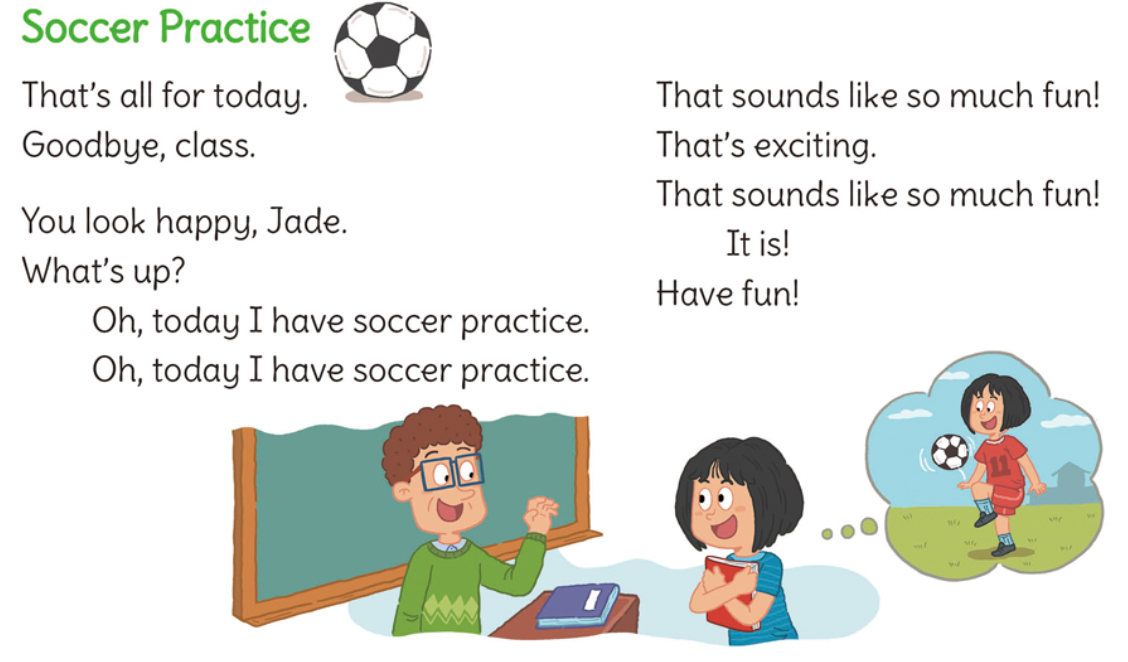 Soccer Practice
That's all for today.
Goodbye, class.
You look happy, Jade.
What's up?
Oh, today I have soccer practice.
Oh, today I have soccer practice.
That sounds like so much fun!
That's exciting.
That sounds like so much fun!
It is!
Have fun!
11